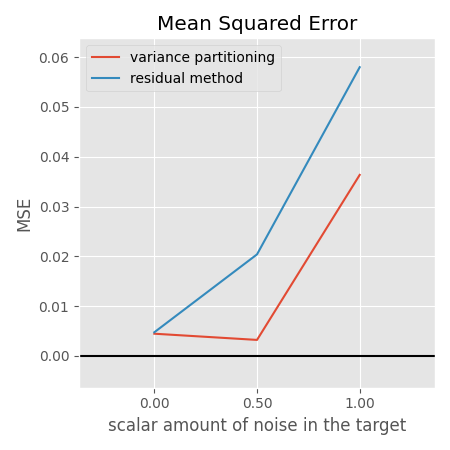 Mean Squared Error
variance partitioning
residual method
0.06
0.05
0.04
0.03
0.02
0.01
0.00
MSE
0.00 0.50 1.00
scalar amount of noise in the target